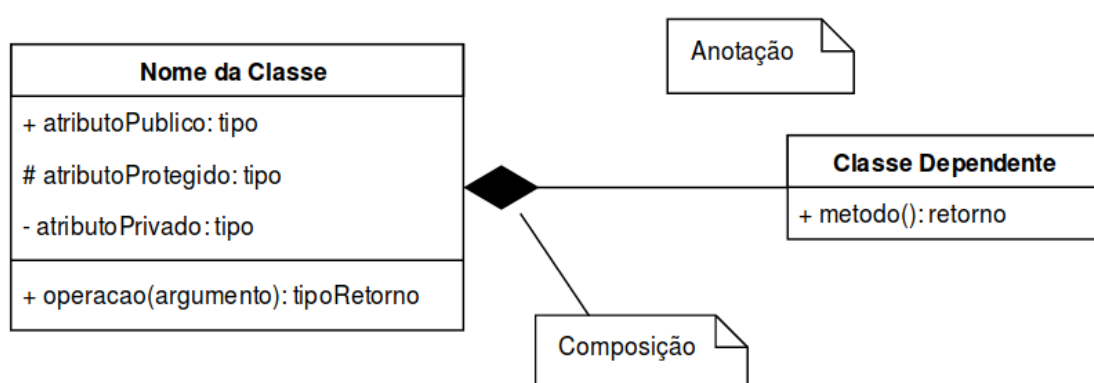 Anotação
Nome da Classe
+ atributoPublico: tipo
# atributoProtegido: tipo
- atributoPrivado: tipo
+ operacao(argumento): tipoRetorno
Classe Dependente
+ metodo(): retorno
Composição